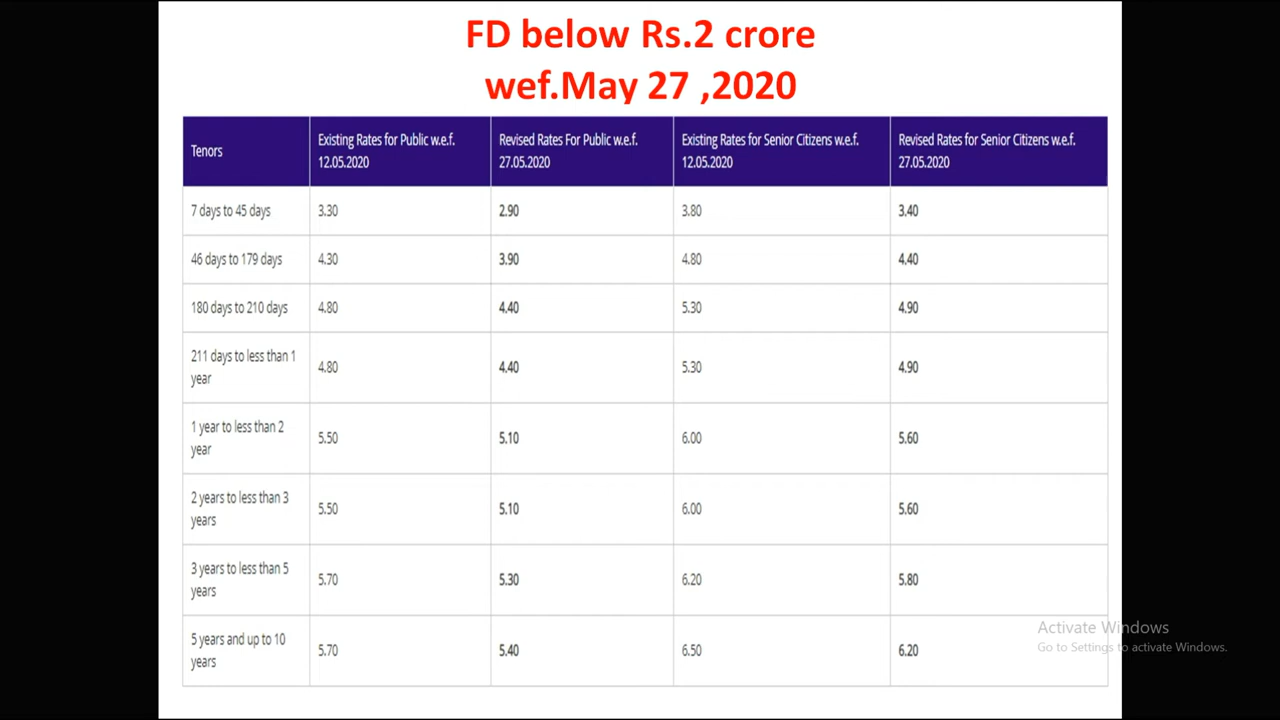 FD below Rs.2 crore
wef.May 27 ,2020
Tenors
Existing Rates for Public w.e.f.
12.05.2020
Revised Rates For Public w.e.f.
27.05.2020
Existing Rates for Senior Citizens w.e.f.
12.05.2020
Revised Rates for Senior Citizens w.e.f.
27.05.2020
7 days to 45 days
3.30
2.90
3.80
3.40
46 days to 179 days
4.30
3.90
4.80
4.40
180 days to 210 days
4.80
4.40
5.30
4.90
211 days to less than 1
year
4.80
4.40
5.30
4.90
1 year to less than 2
year
5.50
5.10
6.00
5.60
2 years to less than 3
years
5.50
5.10
6.00
5.60
3 years to less than 5
years
5.70
5.30
6.20
5.80
5 years and up to 10
years
5.70
5.40
6.50
6.20
Activate Windows
Go to Settings to activate Windows.